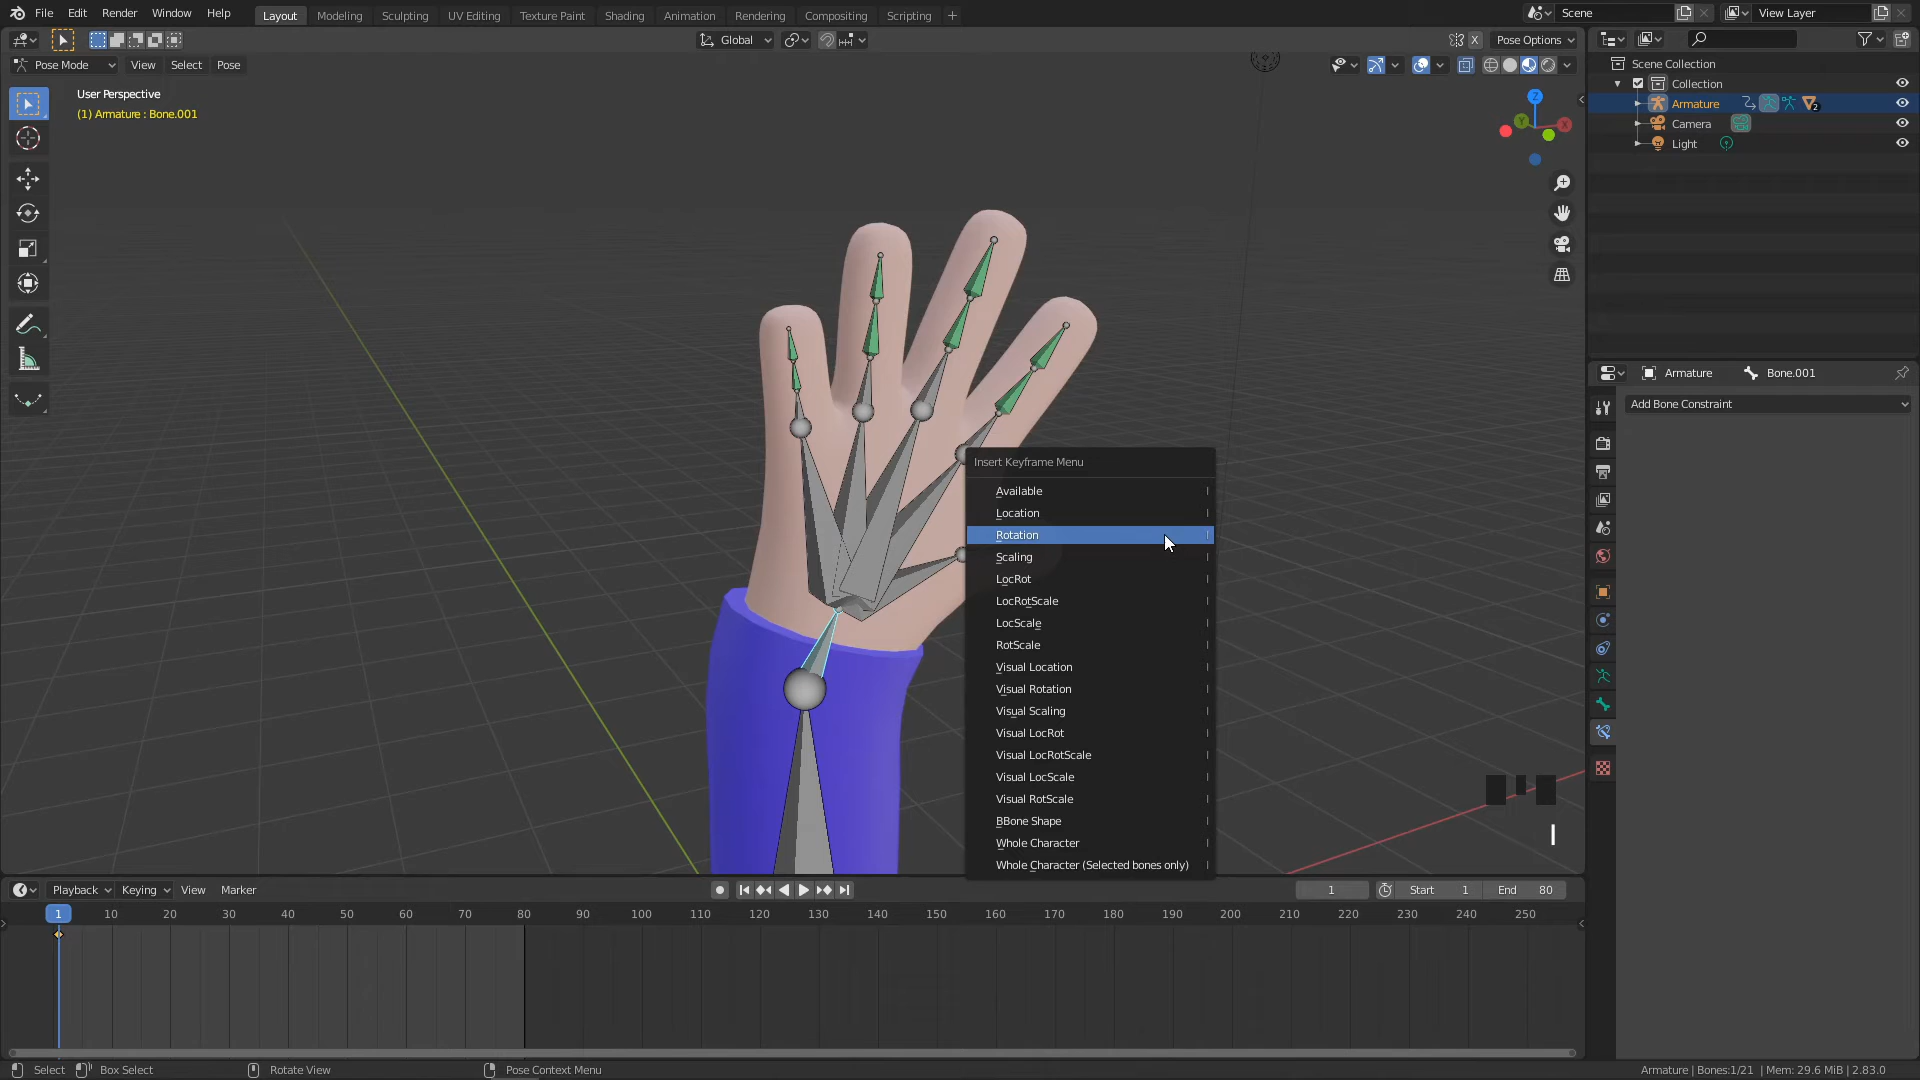 File Edit Render Window Help Layout Modeling Sculpting UV Editing Texture Paint Shading Animation Rendering Compositing Scripting + Scene View Layer
Global X Pose Options
Pose Mode View Select Pose
User Perspective
(1) Armature : Bone.001
Z
Y
X
Scene Collection
Collection
Armature 2
Camera
Light
Armature Bone.001
Add Bone Constraint
Insert Keyframe Menu
Available I
Location I
Rotation I
Scaling I
LocRot I
LocRotScale I
LocScale I
RotScale I
Visual Location I
Visual Rotation I
Visual Scaling I
Visual LocRot I
Visual LocRotScale I
Visual LocScale I
Visual RotScale I
BBone Shape I
Whole Character I
Whole Character (Selected bones only) I
I
Playback Keying View Marker 1 Start 1 End 80
1 10 20 30 40 50 60 70 80 90 100 110 120 130 140 150 160 170 180 190 200 210 220 230 240 250
Select Box Select Rotate View Pose Context Menu Armature | Bones:1/21 | Mem: 29.6 MiB | 2.83.0